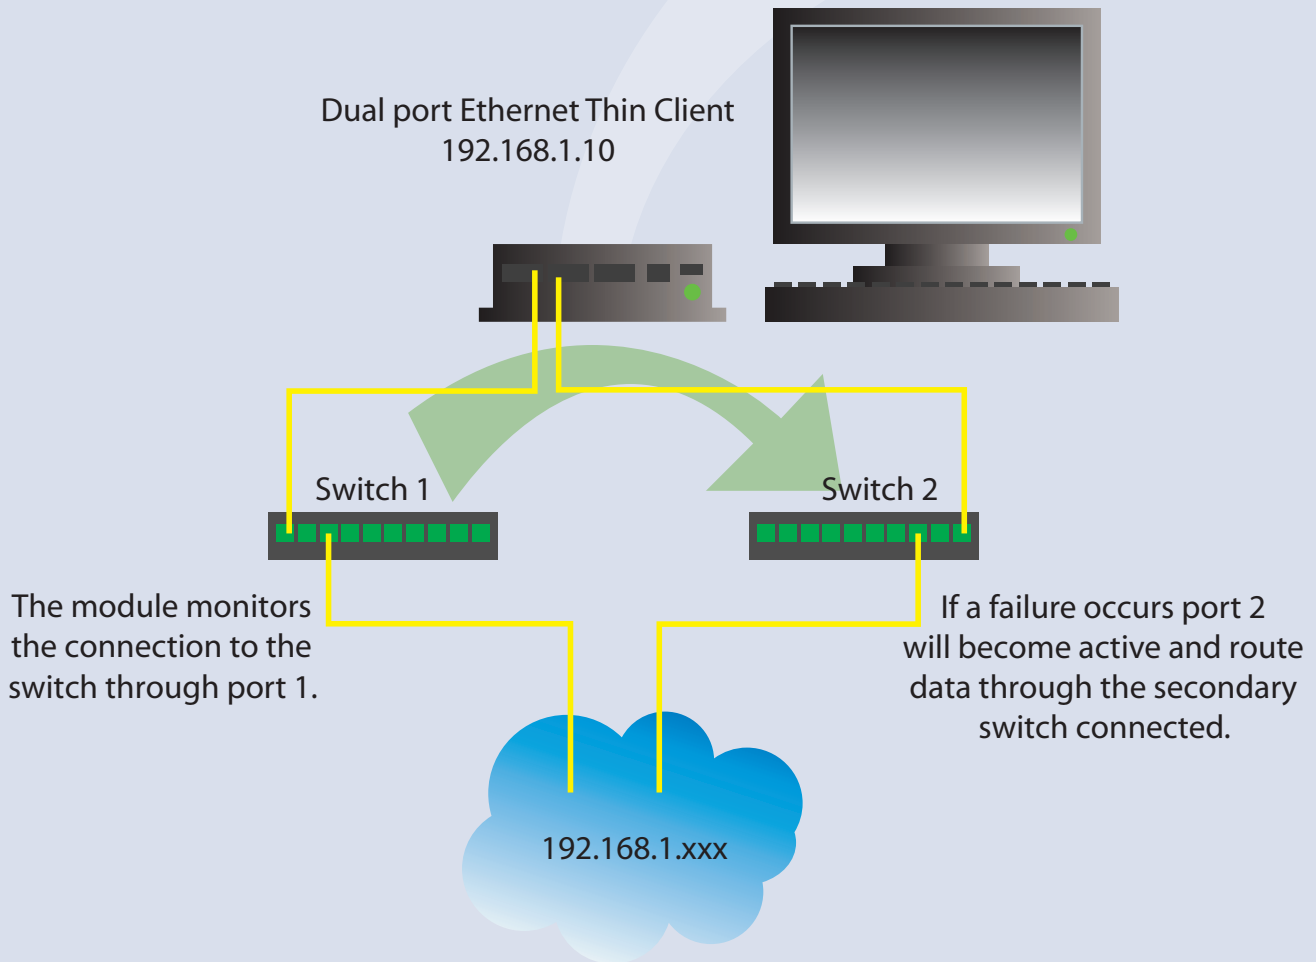 Dual port Ethernet Thin Client
192.168.1.10
Switch 1
Switch 2
The module monitors
the connection to the
switch through port 1.
If a failure occurs port 2
will become active and route
data through the secondary
switch connected.
192.168.1.xxx